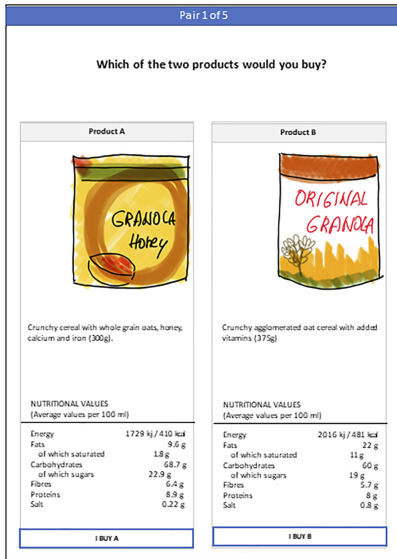 Pair 1 of 5
Which of the two products would you buy?
Product A
GRANOLA
Honey
Crunchy cereal with whole grain oats, honey,
calcium and iron (300g).
NUTRITIONAL VALUES
(Average values per 100 ml)
Energy 1729 kj / 410 kcal
Fats 9.6 g
of which saturated 1.8 g
Carbohydrates 68.7 g
of which sugars 22.9 g
Fibres 6.4 g
Proteins 8.9 g
Salt 0.22 g
I BUY A
Product B
ORIGINAL
GRANOLA
Crunchy agglomerated oat cereal with added
vitamins (375g)
NUTRITIONAL VALUES
(Average values per 100 ml)
Energy 2016 kj / 481 kcal
Fats 22 g
of which saturated 11 g
Carbohydrates 60 g
of which sugars 19 g
Fibres 5.7 g
Proteins 8 g
Salt 0.8 g
I BUY B